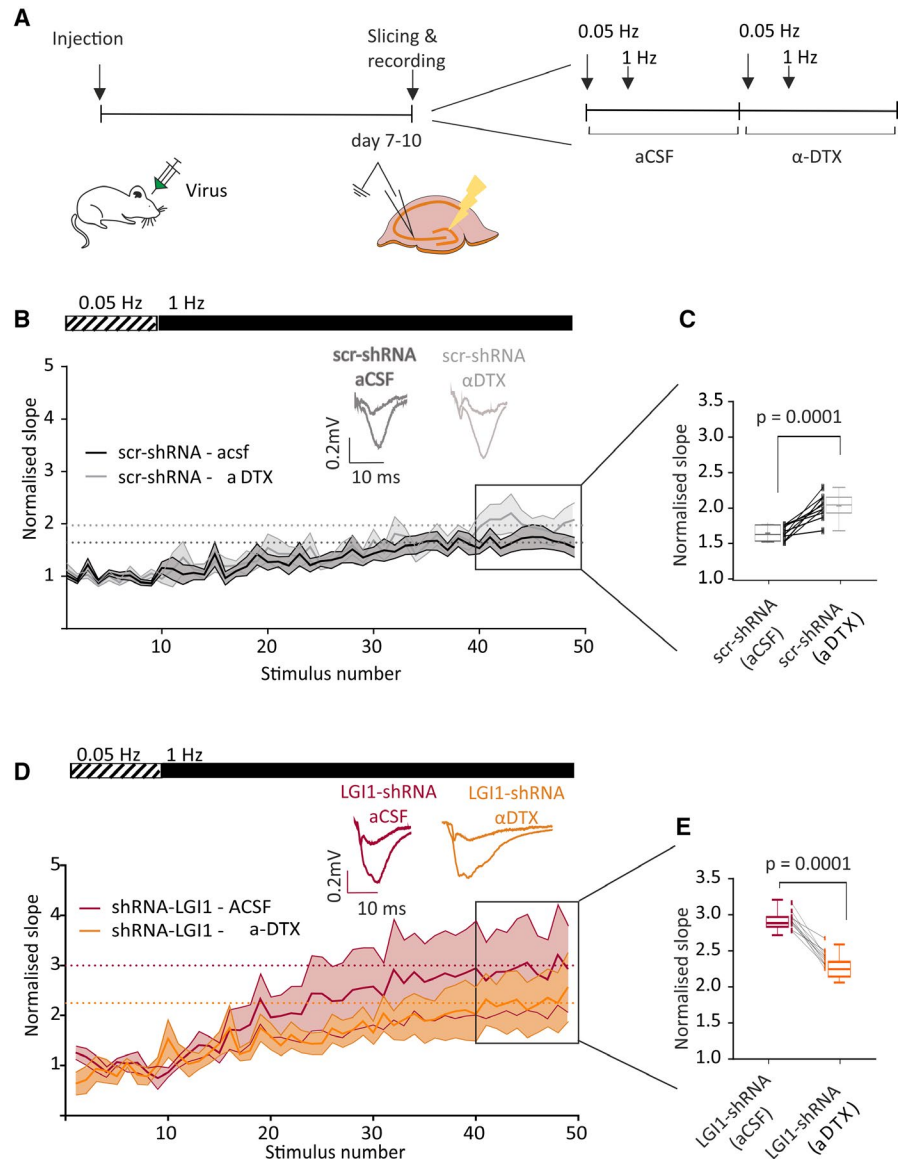 A
Injection
Slicing &
recording
day 7-10
Virus
0.05 Hz
1 Hz
0.05 Hz
1 Hz
aCSF
α-DTX
B
0.05 Hz
1 Hz
scr-shRNA
aCSF
scr-shRNA
αDTX
0.2mV
10 ms
scr-shRNA - acsf
scr-shRNA - a DTX
Normalised slope
5
4
3
2
1
10
20
30
40
50
Stimulus number
C
p = 0.0001
Normalised slope
3.5
3.0
2.5
2.0
1.5
1.0
scr-shRNA
(aCSF)
scr-shRNA
(aDTX)
D
0.05 Hz
1 Hz
LGI1-shRNA
aCSF
LGI1-shRNA
αDTX
0.2mV
10 ms
shRNA-LGI1 - ACSF
shRNA-LGI1 - a-DTX
Normalised slope
5
4
3
2
1
10
20
30
40
50
Stimulus number
E
p = 0.0001
Normalised slope
3.5
3.0
2.5
2.0
1.5
1.0
LGI1-shRNA
(aCSF)
LGI1-shRNA
(aDTX)